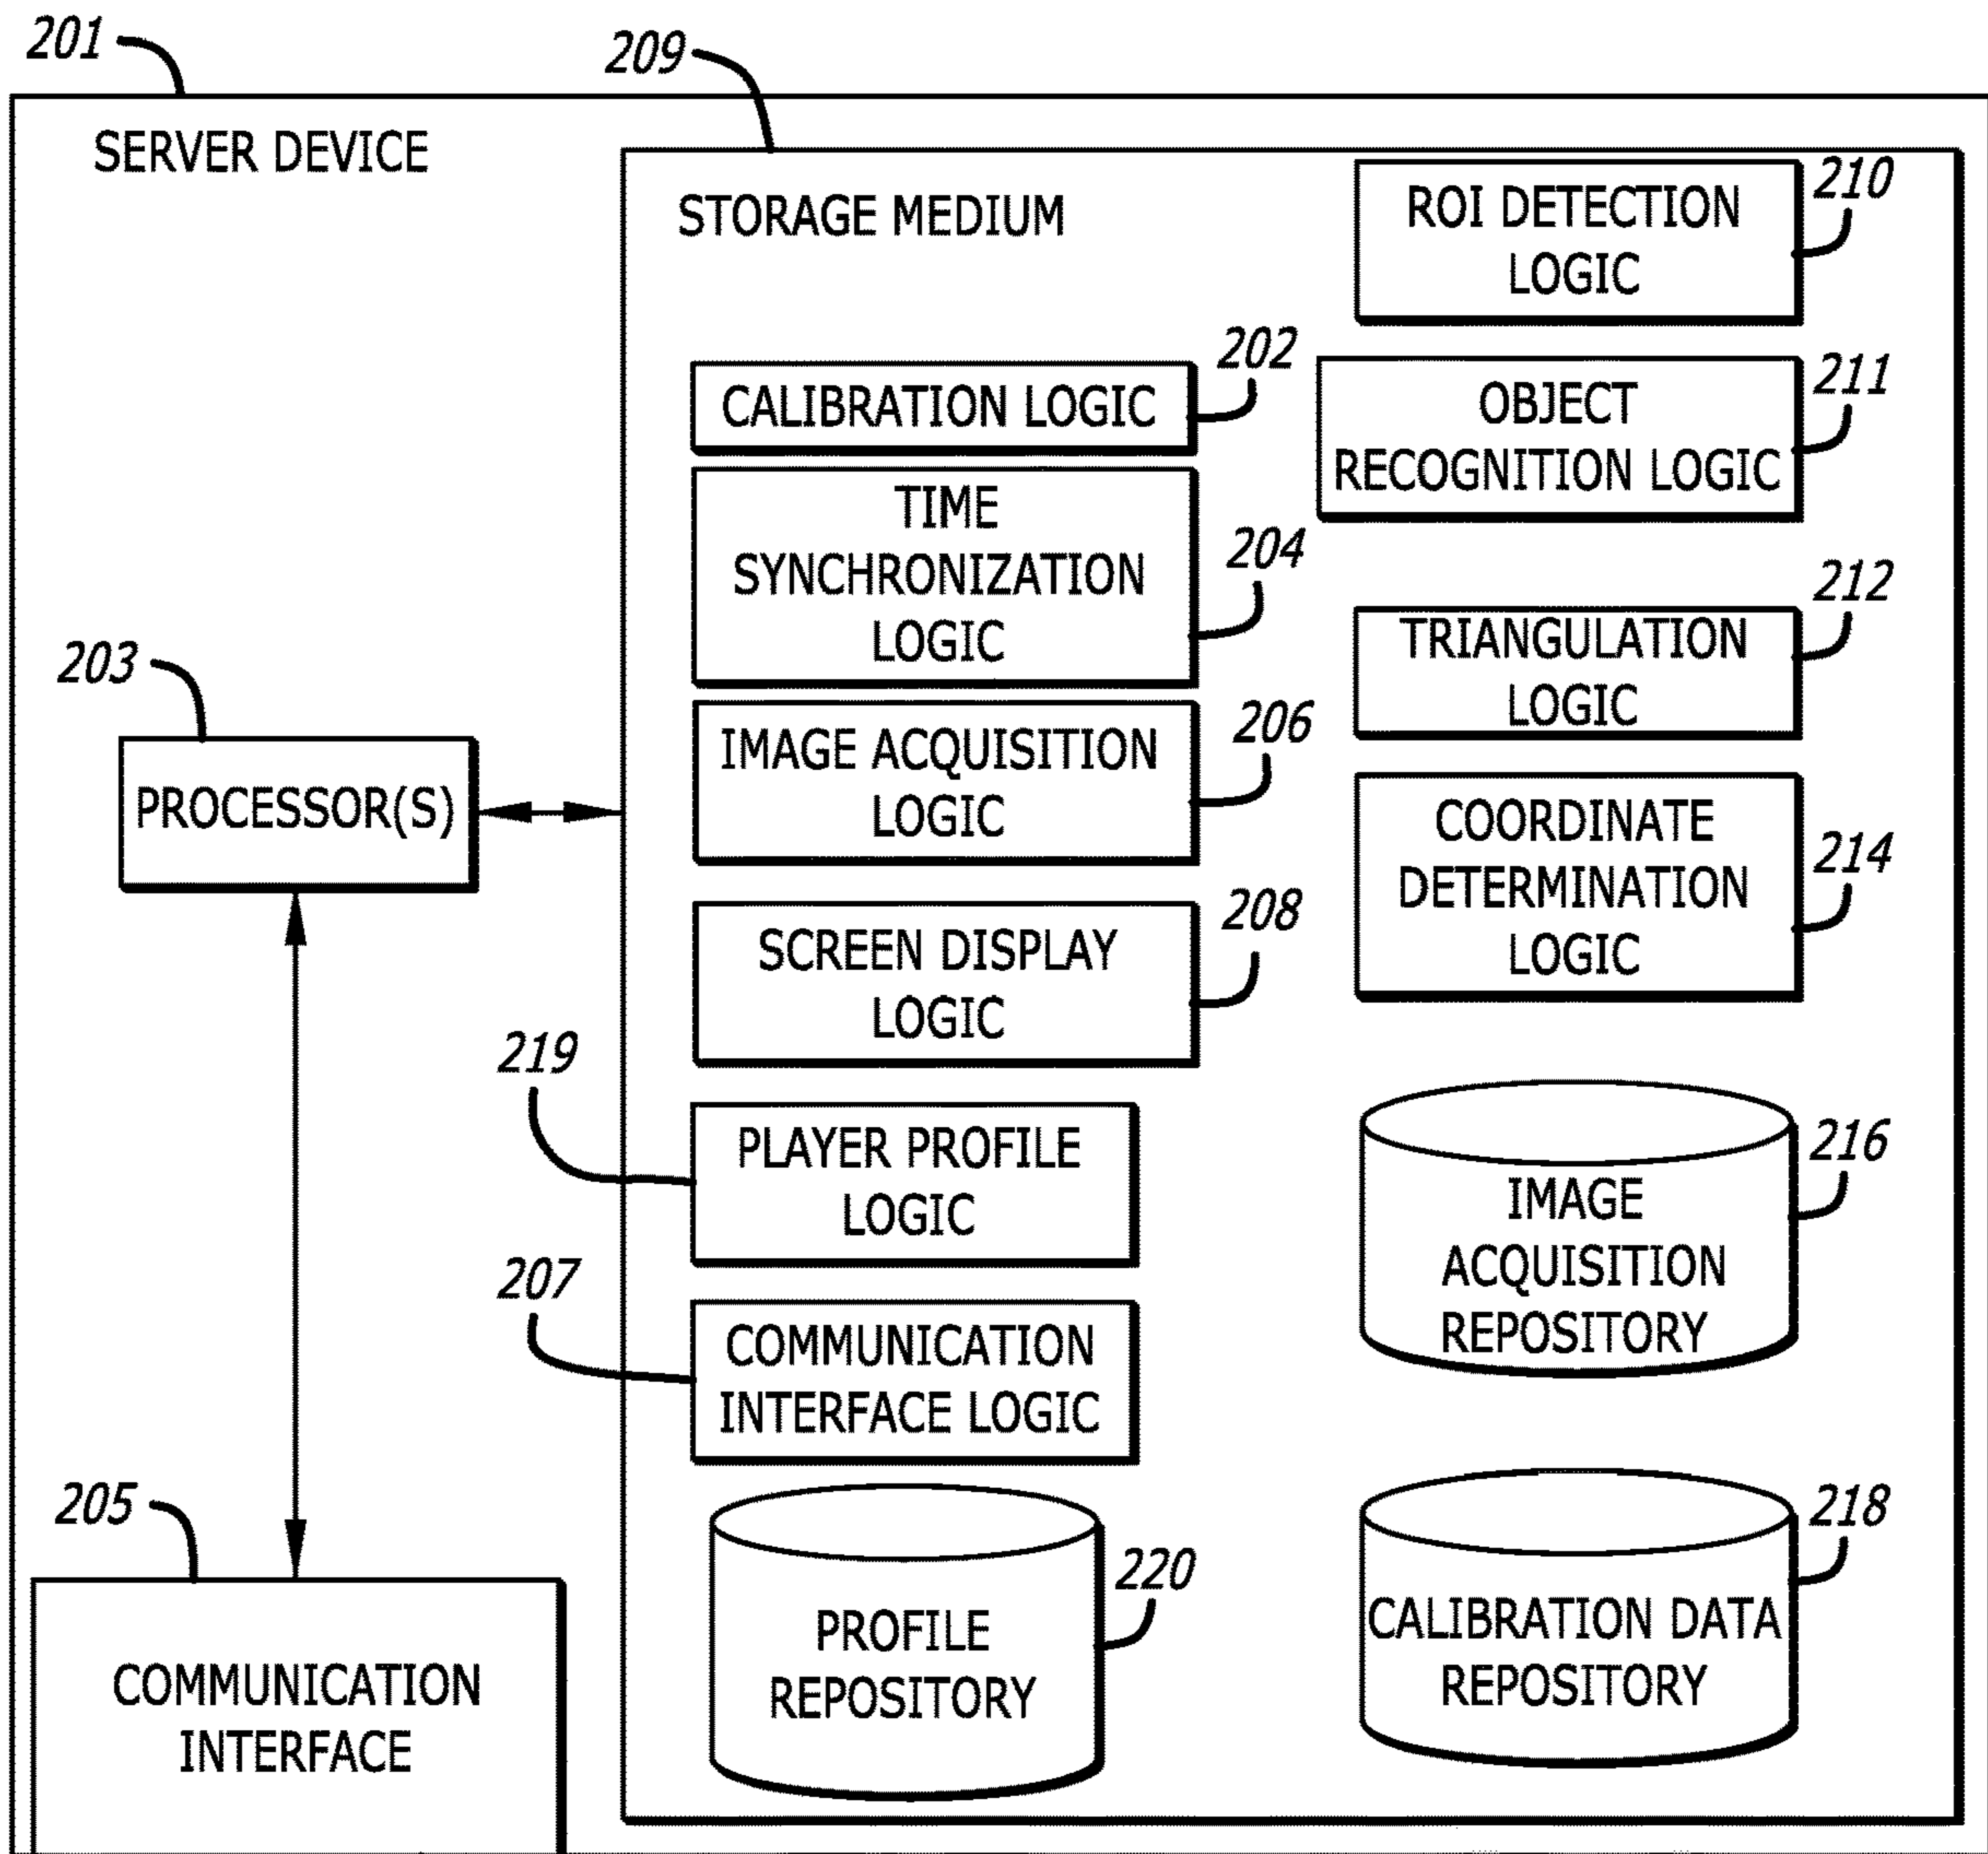 201
209
SERVER DEVICE
STORAGE MEDIUM
ROI DETECTION
LOGIC
210
CALIBRATION LOGIC
202
OBJECT
RECOGNITION LOGIC
211
TIME
SYNCHRONIZATION
LOGIC
204
TRIANGULATION
LOGIC
212
203
PROCESSOR(S)
IMAGE ACQUISITION
LOGIC
206
COORDINATE
DETERMINATION
LOGIC
214
SCREEN DISPLAY
LOGIC
208
219
PLAYER PROFILE
LOGIC
IMAGE
ACQUISITION
REPOSITORY
216
207
COMMUNICATION
INTERFACE LOGIC
205
COMMUNICATION
INTERFACE
PROFILE
REPOSITORY
220
CALIBRATION DATA
REPOSITORY
218